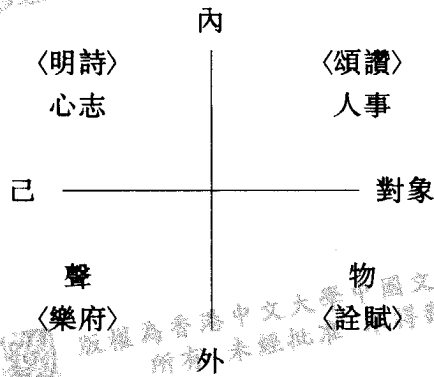 內
〈明詩〉 〈頌讚〉
心志 人事
己 對象
聲 物
〈樂府〉 〈詮賦〉
外
版權為香港中文大學中國文
所有 未經批准